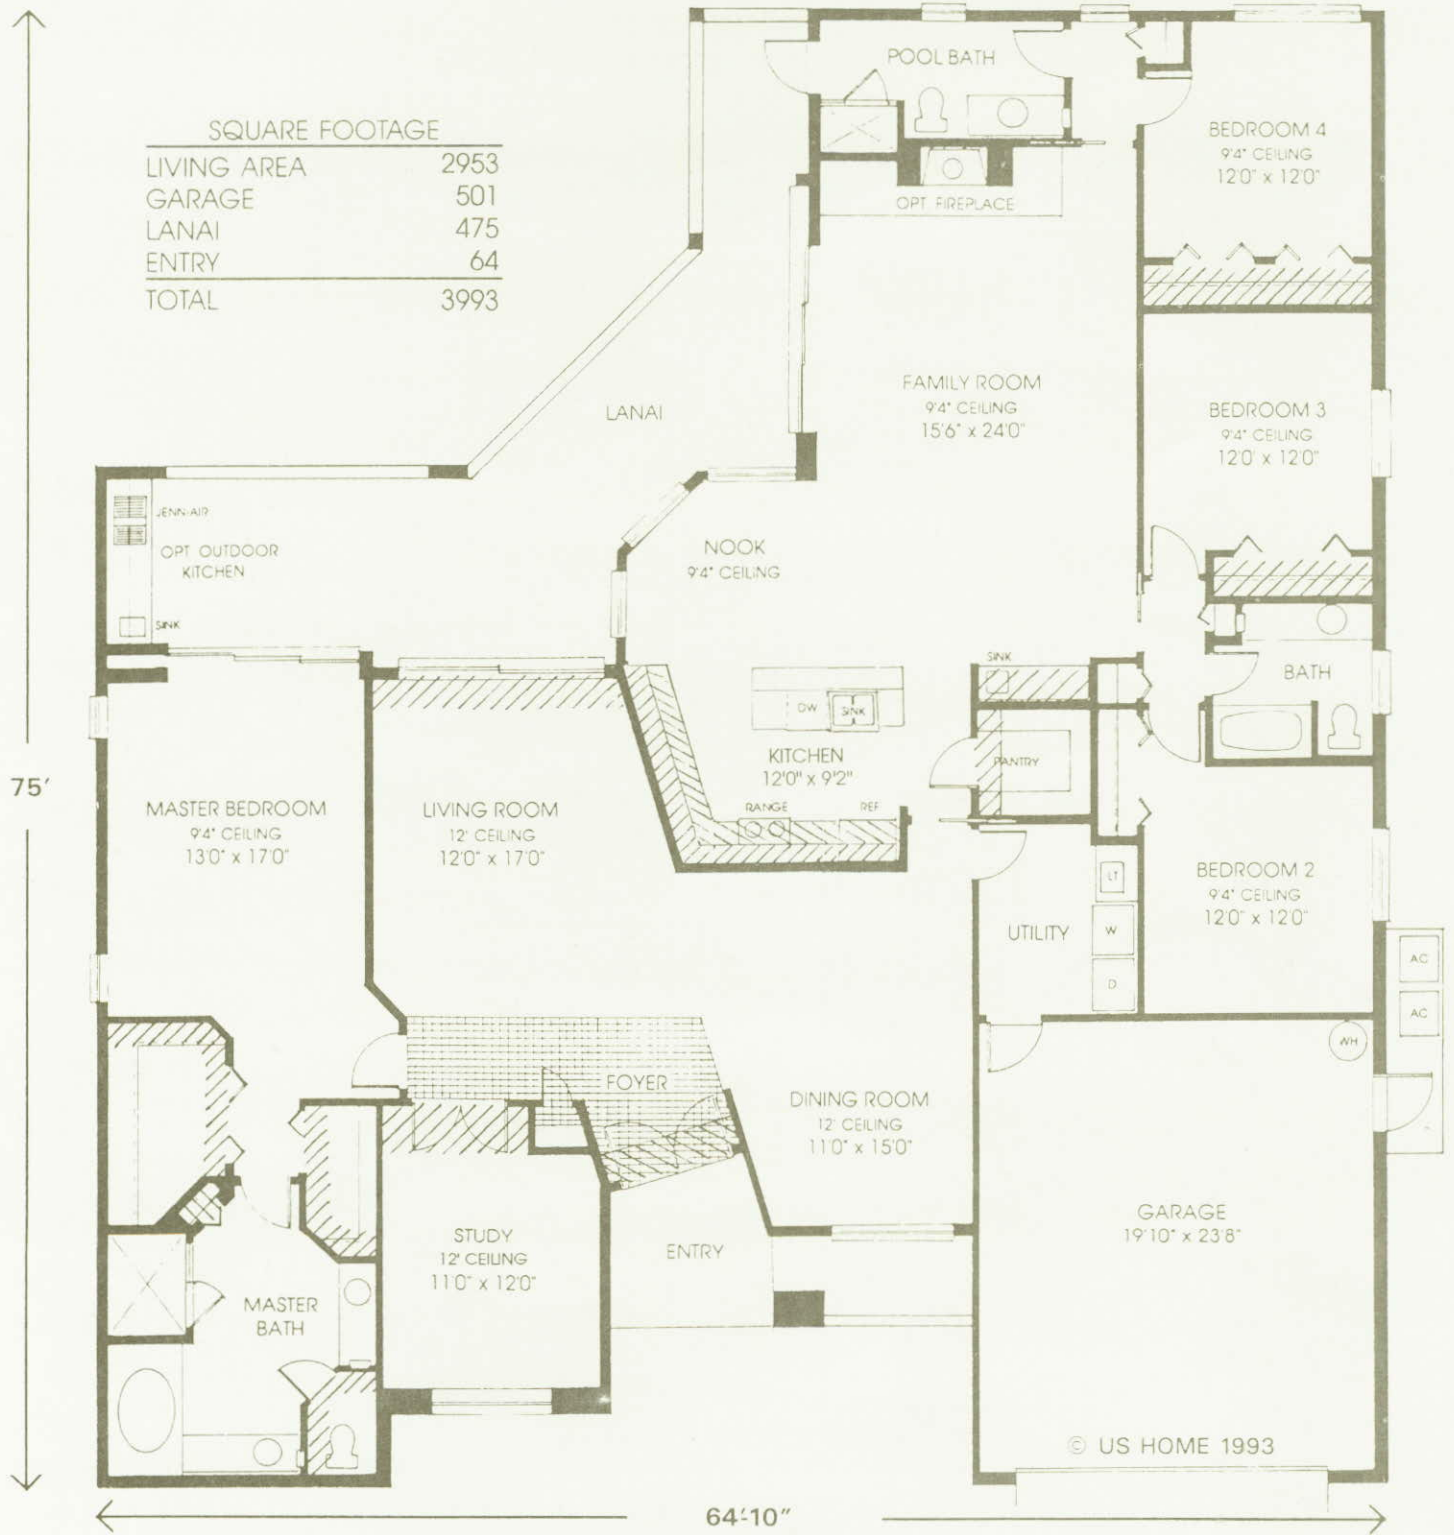 SQUARE FOOTAGE
LIVING AREA 2953
GARAGE 501
LANAI 475
ENTRY 64
TOTAL 3993
POOL BATH
OPT FIREPLACE
BEDROOM 4
9'4" CEILING
12'0" x 12'0"
FAMILY ROOM
9'4" CEILING
15'6" x 24'0"
BEDROOM 3
9'4" CEILING
12'0" x 12'0"
LANAI
JENN-AIR
OPT OUTDOOR
KITCHEN
SINK
NOOK
9'4" CEILING
SINK
BATH
DW
SINK
KITCHEN
12'0" x 9'2"
RANGE
REF
PANTRY
75'
MASTER BEDROOM
9'4" CEILING
13'0" x 17'0"
LIVING ROOM
12' CEILING
12'0" x 17'0"
BEDROOM 2
9'4" CEILING
12'0" x 12'0"
LT
UTILITY
W
D
AC
AC
WH
FOYER
DINING ROOM
12' CEILING
11'0" x 15'0"
GARAGE
19'10" x 23'8"
STUDY
12' CEILING
11'0" x 12'0"
ENTRY
MASTER
BATH
© US HOME 1993
64'-10"